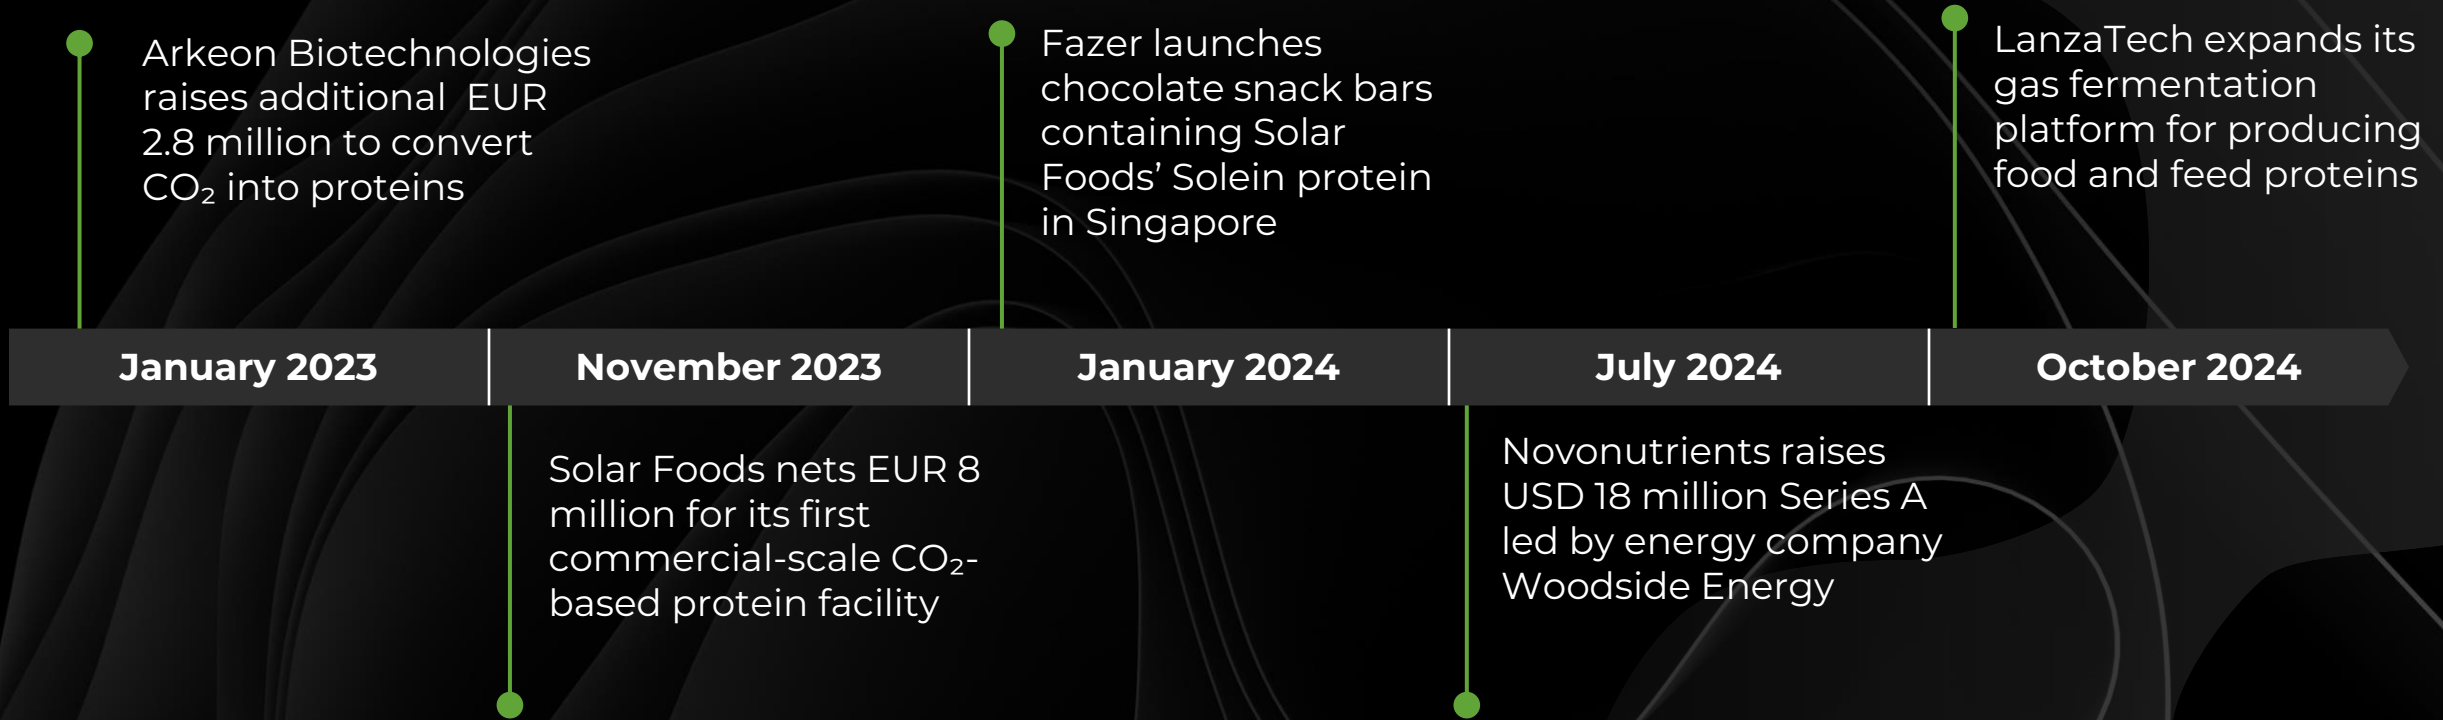 Arkeon Biotechnologies
raises additional  EUR
2.8 million to convert
CO₂ into proteins
Fazer launches
chocolate snack bars
containing Solar
Foods’ Solein protein
in Singapore
LanzaTech expands its
gas fermentation
platform for producing
food and feed proteins
January 2023
November 2023
January 2024
July 2024
October 2024
Solar Foods nets EUR 8
million for its first
commercial-scale CO₂-
based protein facility
Novonutrients raises
USD 18 million Series A
led by energy company
Woodside Energy